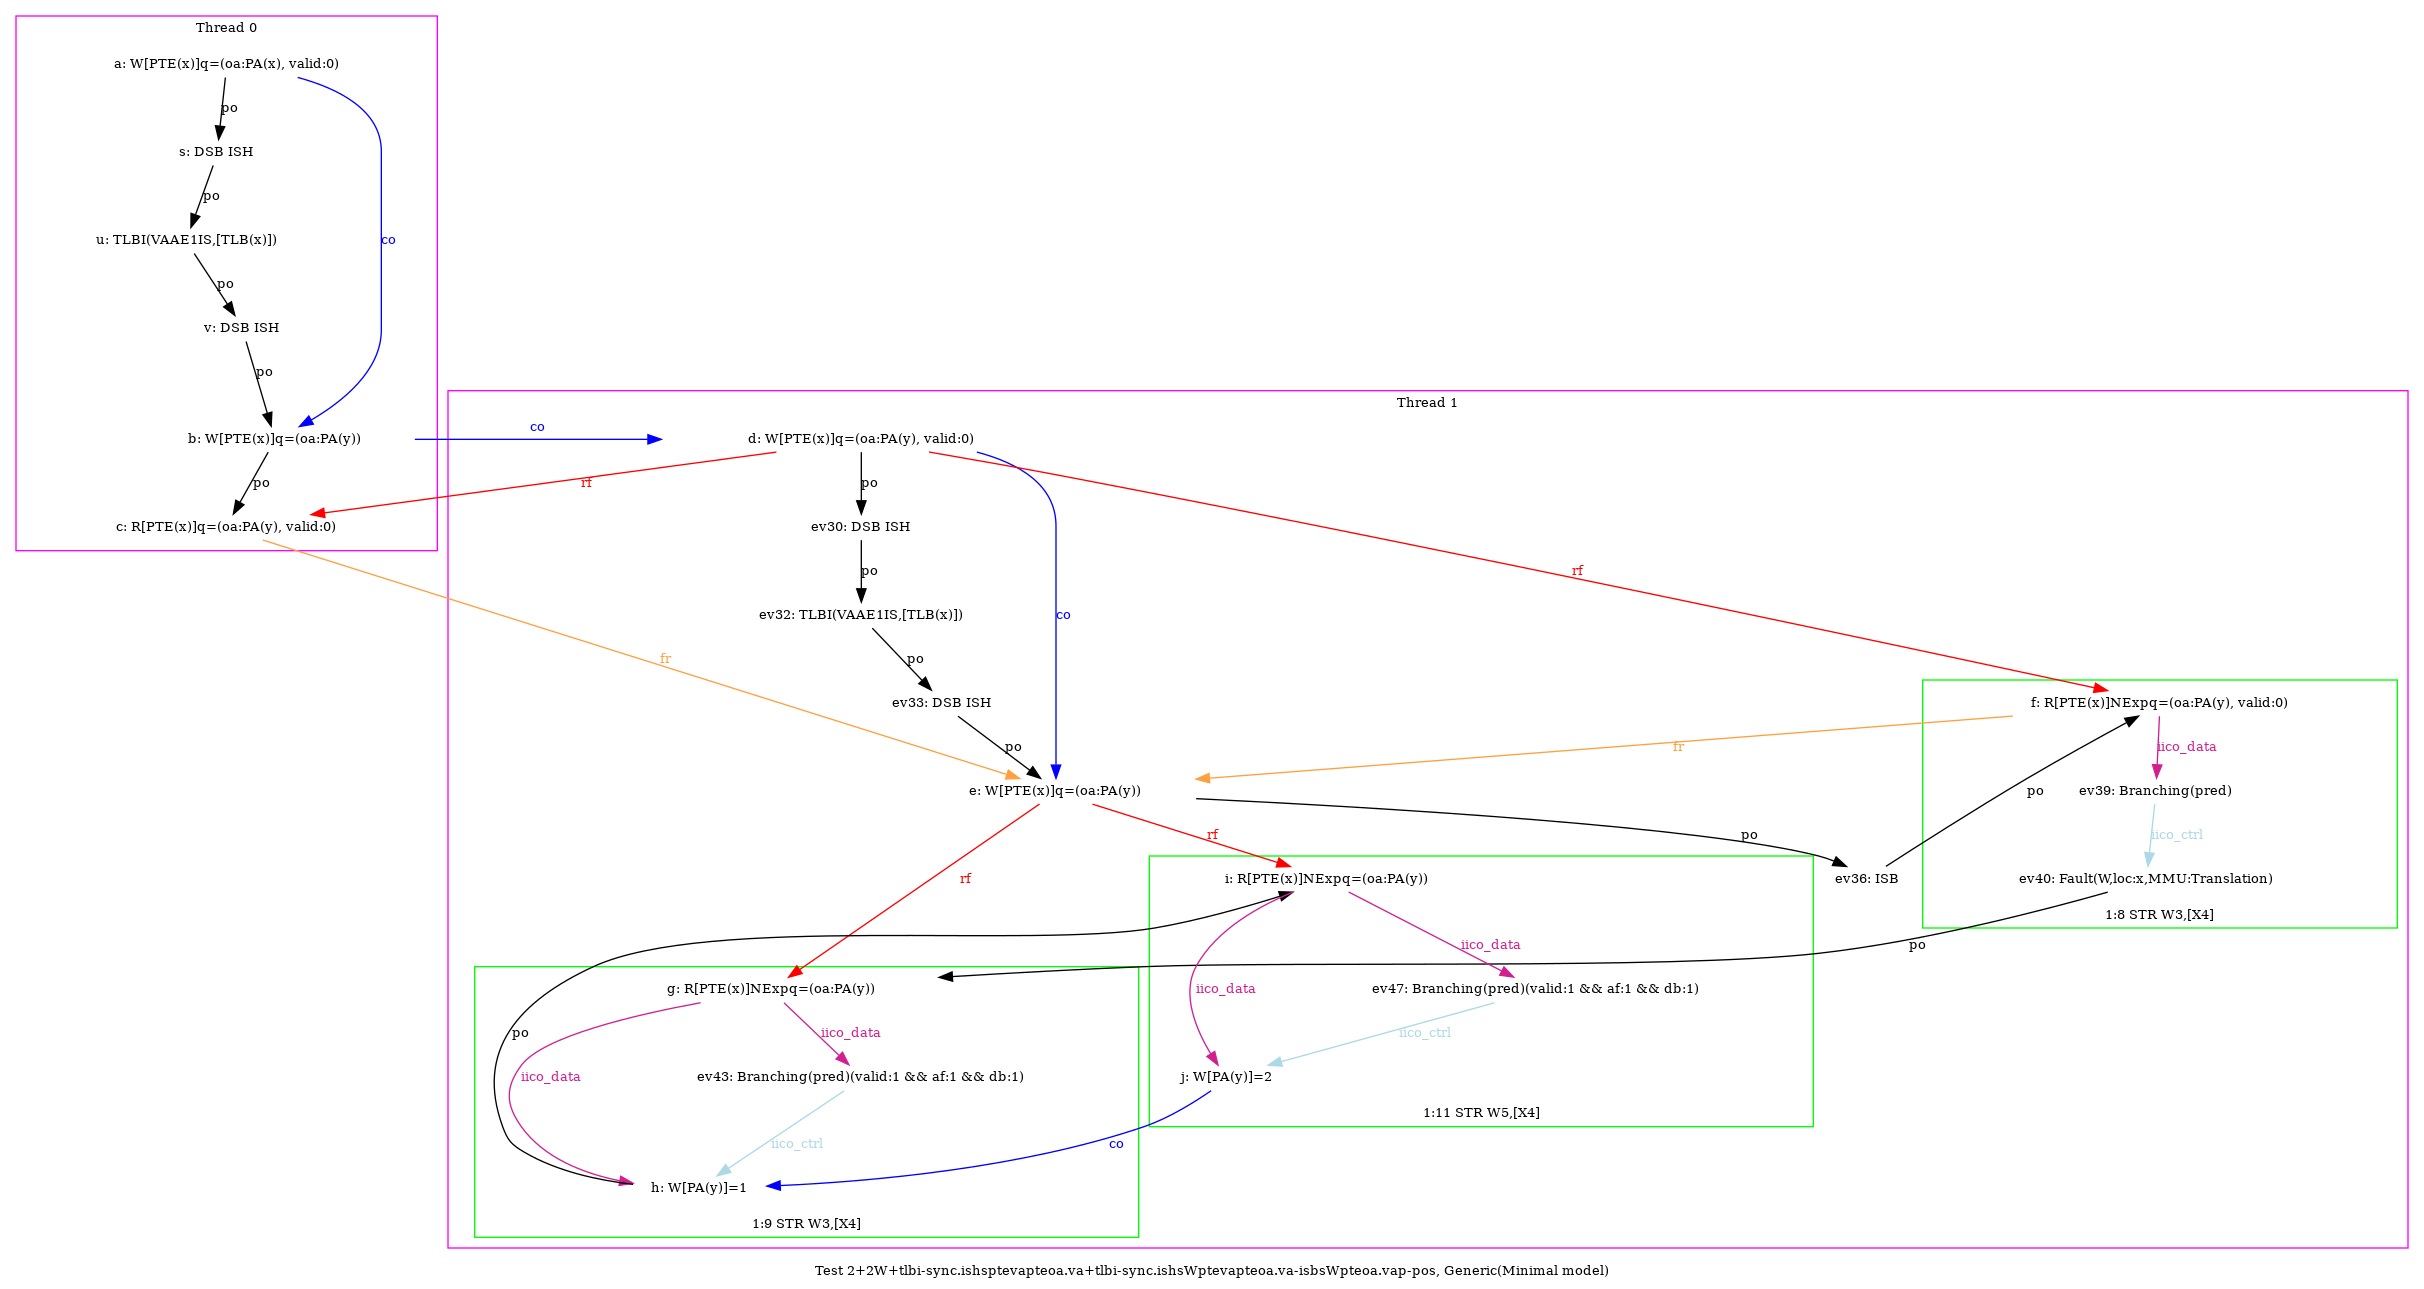 Thread 0
a: W[PTE(x)]q=(oa:PA(x), valid:0)
po
s: DSB ISH
po
u: TLBI(VAAE1IS,[TLB(x)])
co
po
v: DSB ISH
po
b: W[PTE(x)]q=(oa:PA(y))
po
c: R[PTE(x)]q=(oa:PA(y), valid:0)
co
Thread 1
d: W[PTE(x)]q=(oa:PA(y), valid:0)
rf
po
ev30: DSB ISH
po
rf
ev32: TLBI(VAAE1IS,[TLB(x)])
co
fr
po
ev33: DSB ISH
po
e: W[PTE(x)]q=(oa:PA(y))
f: R[PTE(x)]NExpq=(oa:PA(y), valid:0)
fr
iico_data
po
ev39: Branching(pred)
iico_ctrl
ev40: Fault(W,loc:x,MMU:Translation)
1:8 STR W3,[X4]
rf
po
ev36: ISB
rf
i: R[PTE(x)]NExpq=(oa:PA(y))
iico_data
po
iico_data
ev47: Branching(pred)(valid:1 && af:1 && db:1)
iico_ctrl
j: W[PA(y)]=2
1:11 STR W5,[X4]
g: R[PTE(x)]NExpq=(oa:PA(y))
po
iico_data
iico_data
ev43: Branching(pred)(valid:1 && af:1 && db:1)
iico_ctrl
co
h: W[PA(y)]=1
1:9 STR W3,[X4]
Test 2+2W+tlbi-sync.ishsptevapteoa.va+tlbi-sync.ishsWptevapteoa.va-isbsWpteoa.vap-pos, Generic(Minimal model)